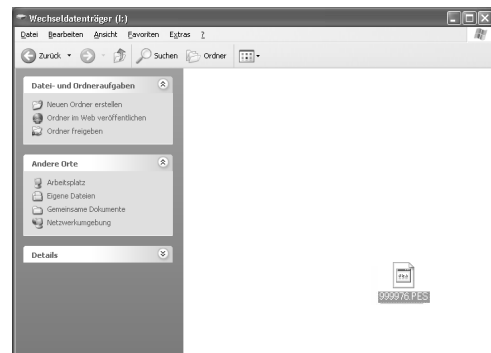 Wechseldatenträger (I:)
Datei Bearbeiten Ansicht Favoriten Extras ?
Zurück Suchen Ordner
Datei- und Ordneraufgaben
Neuen Ordner erstellen
Ordner im Web veröffentlichen
Ordner freigeben
Andere Orte
Arbeitsplatz
Eigene Dateien
Gemeinsame Dokumente
Netzwerkumgebung
Details
999976.PES